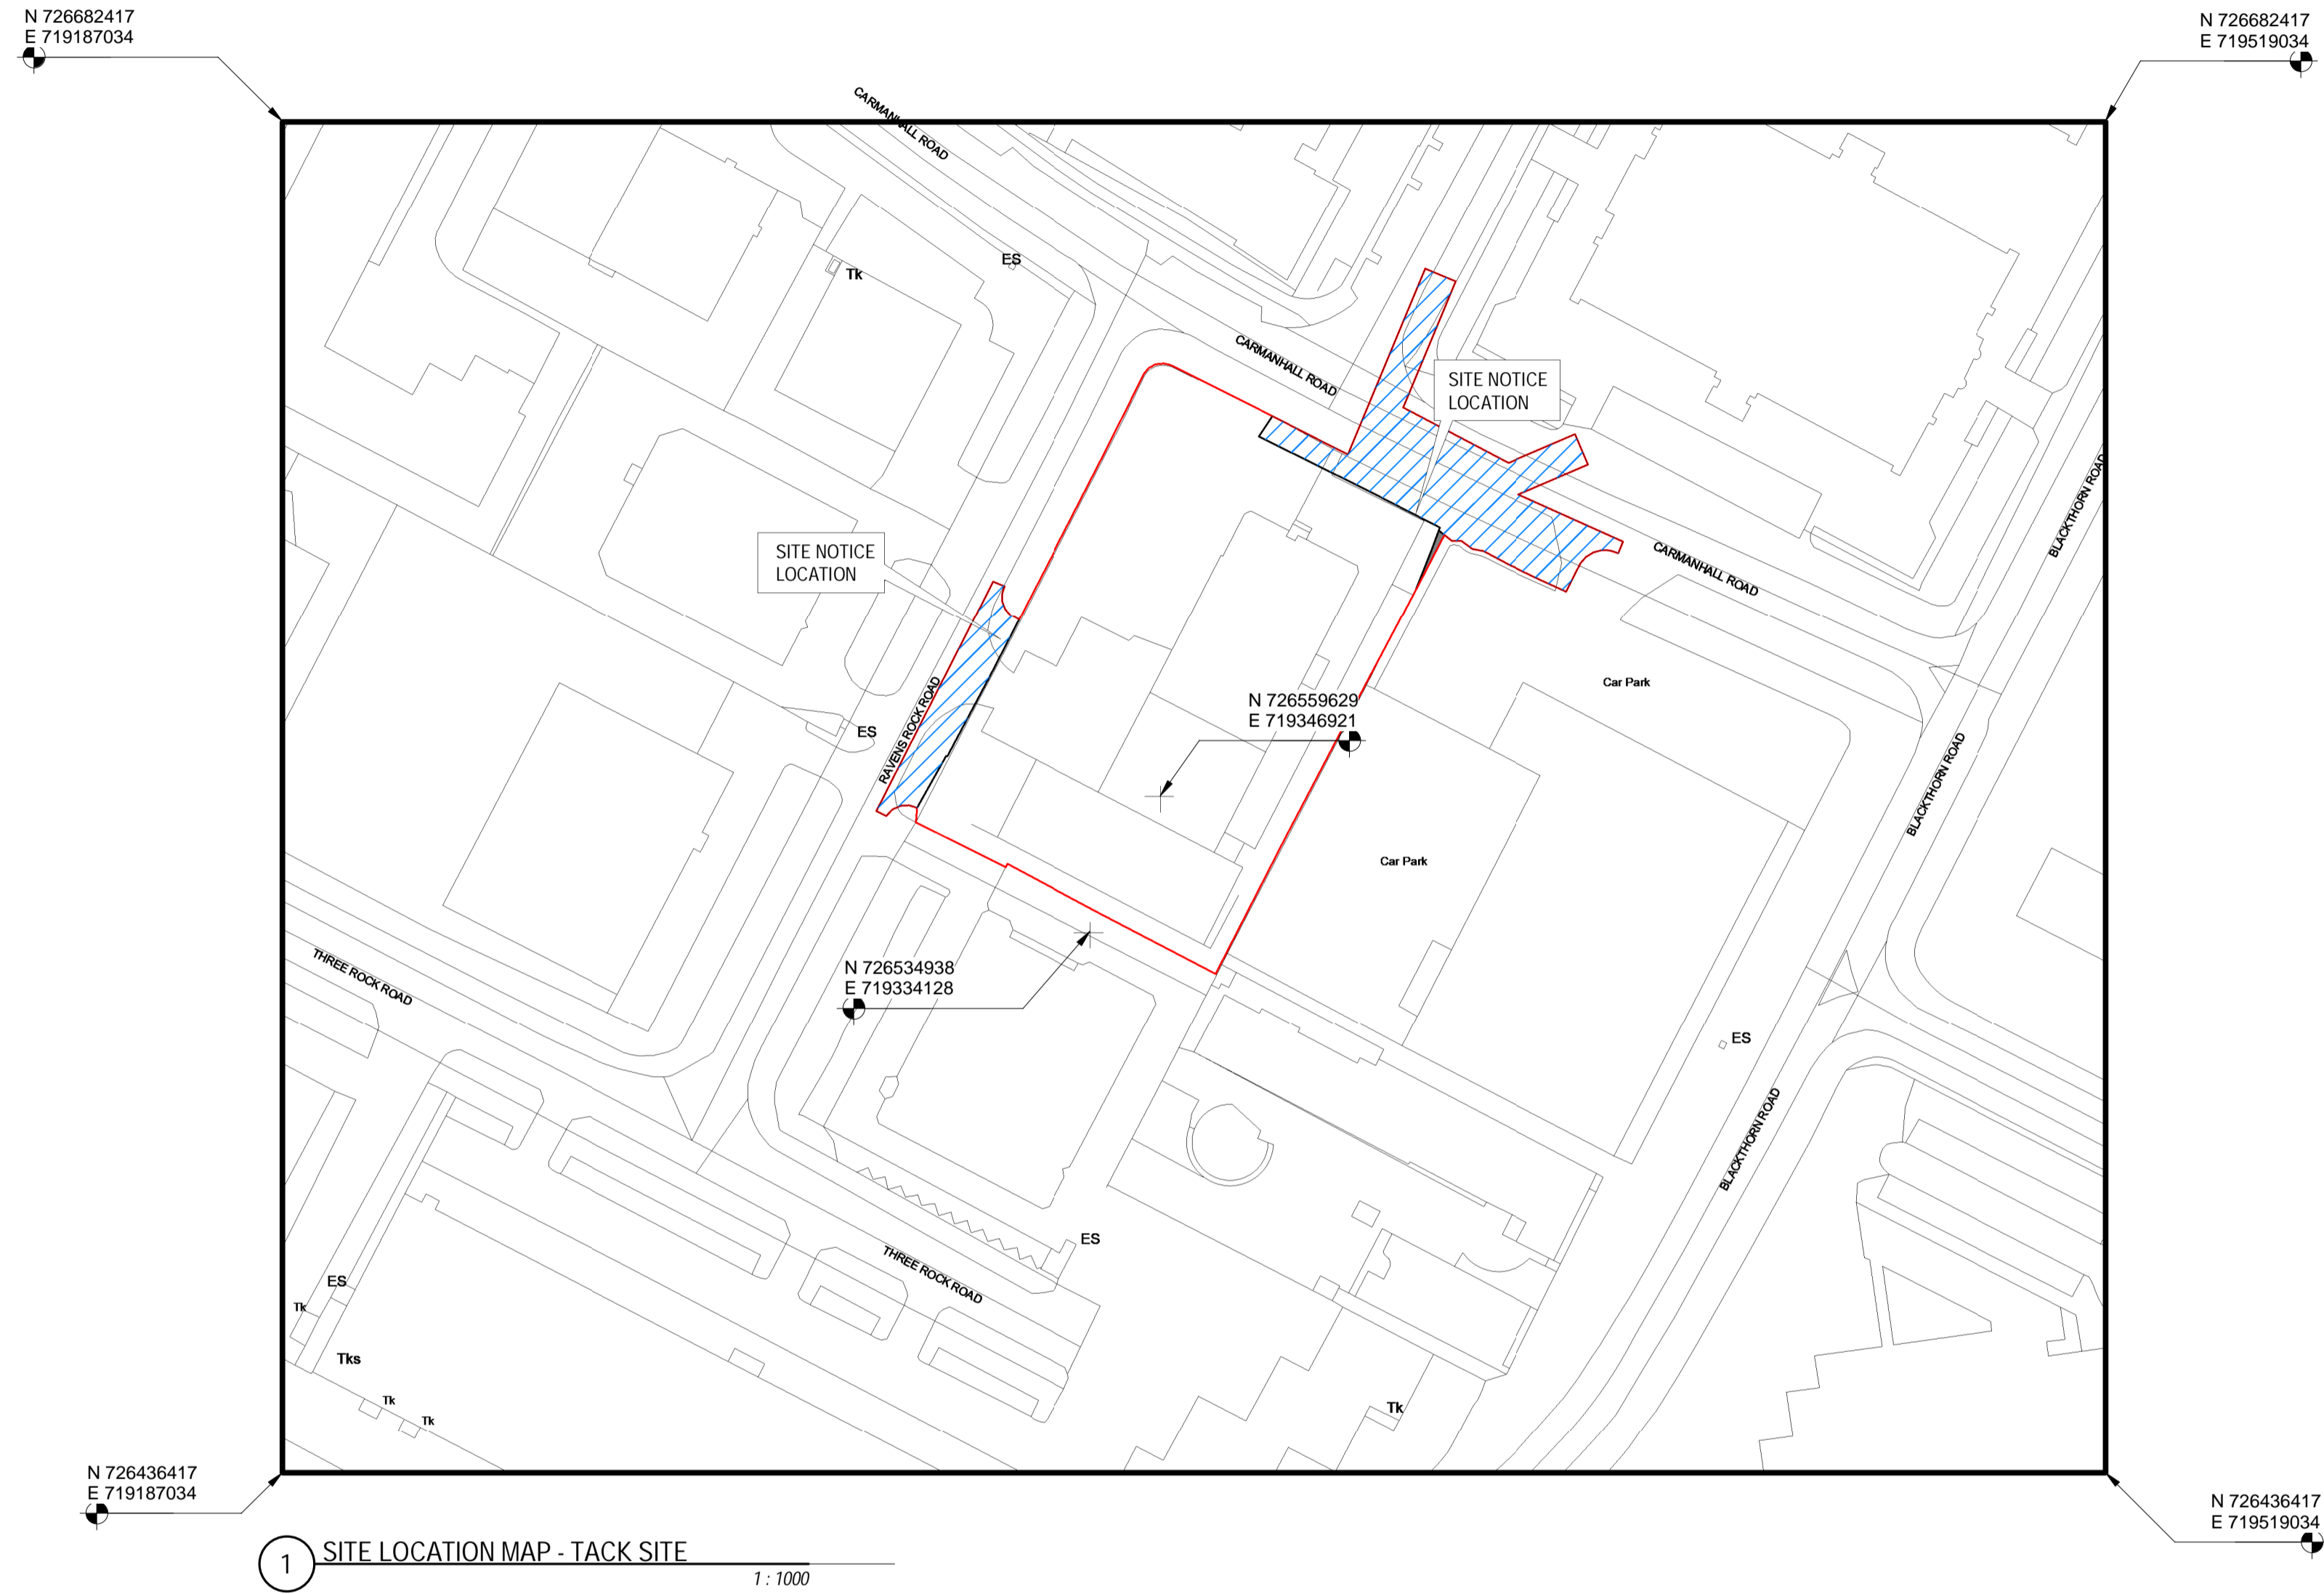 N 726682417
E 719187034
N 726682417
E 719519034
CARMANHALL ROAD
ES
Tk
CARMANHALL ROAD
SITE NOTICE
LOCATION
BLACKTHORN ROAD
SITE NOTICE
LOCATION
CARMANHALL ROAD
Car Park
RAVENS ROCK ROAD
N 726559629
E 719346921
ES
BLACKTHORN ROAD
Car Park
THREE ROCK ROAD
N 726534938
E 719334128
ES
BLACKTHORN ROAD
ES
THREE ROCK ROAD
ES
Tk
Tks
Tk
Tk
Tk
N 726436417
E 719187034
N 726436417
E 719519034
1
SITE LOCATION MAP - TACK SITE
1 : 1000